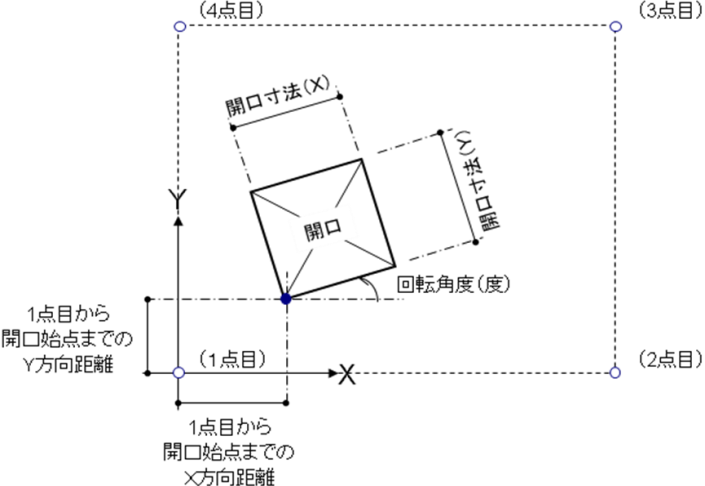 (4点目)
(3点目)
開口寸法(X)
開口寸法(Y)
Y
開口
回転角度(度)
1点目から
開口始点までの
Y方向距離
(1点目)
X
(2点目)
1点目から
開口始点までの
X方向距離